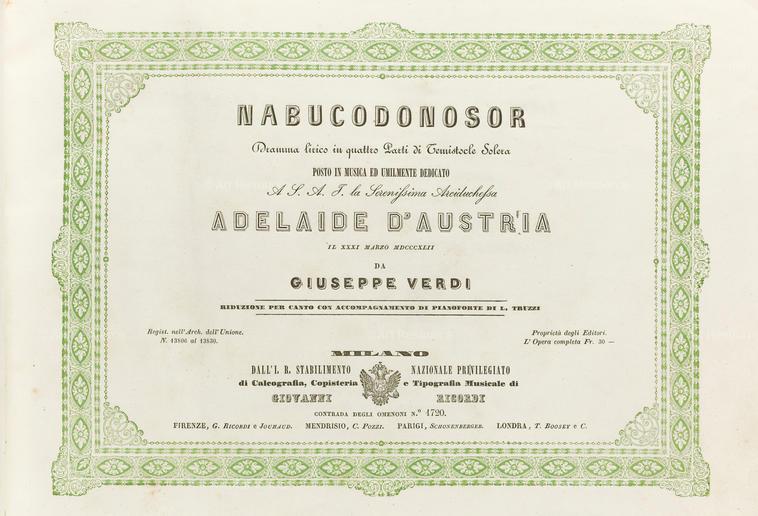 NABUCODONOSOR
Dramma lirico in quattro Parti di Temistocle Solera
POSTO IN MUSICA ED UMILMENTE DEDICATO
A S. A. I. la Serenissima Arciduchessa
ADELAIDE D'AUSTRIA
IL XXXI MARZO MDCCCXLII
DA
GIUSEPPE VERDI
RIDUZIONE PER CANTO CON ACCOMPAGNAMENTO DI PIANOFORTE DI L. TRUZZI
Regist. nell'Arch. dell'Unione.
N. 13806 al 13830.
Proprietà degli Editori.
L'Opera completa Fr. 30 —
MILANO
DALL'I. R. STABILIMENTO NAZIONALE PRIVILEGIATO
di Calcografia, Copisteria e Tipografia Musicale di
GIOVANNI RICORDI
CONTRADA DEGLI OMENONI N.º 1720.
FIRENZE, G. RICORDI e JOUHAUD. MENDRISIO, C. POZZI. PARIGI, SCHONENBERGER. LONDRA, T. BOOSEY e C.